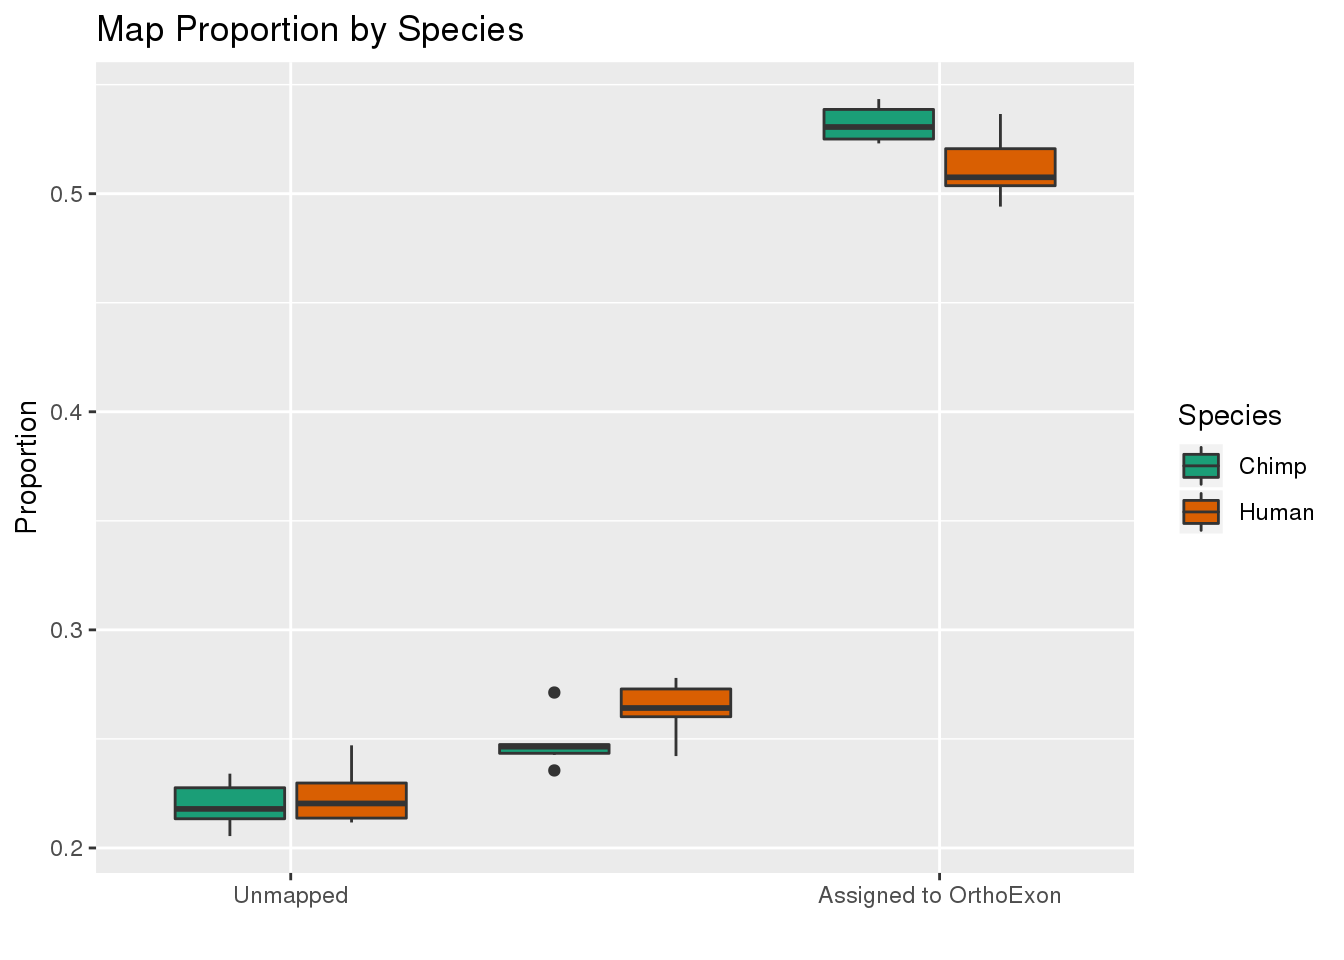 Map Proportion by Species
Proportion
0.5
0.4
0.3
0.2
Unmapped
Assigned to OrthoExon
Species
Chimp
Human